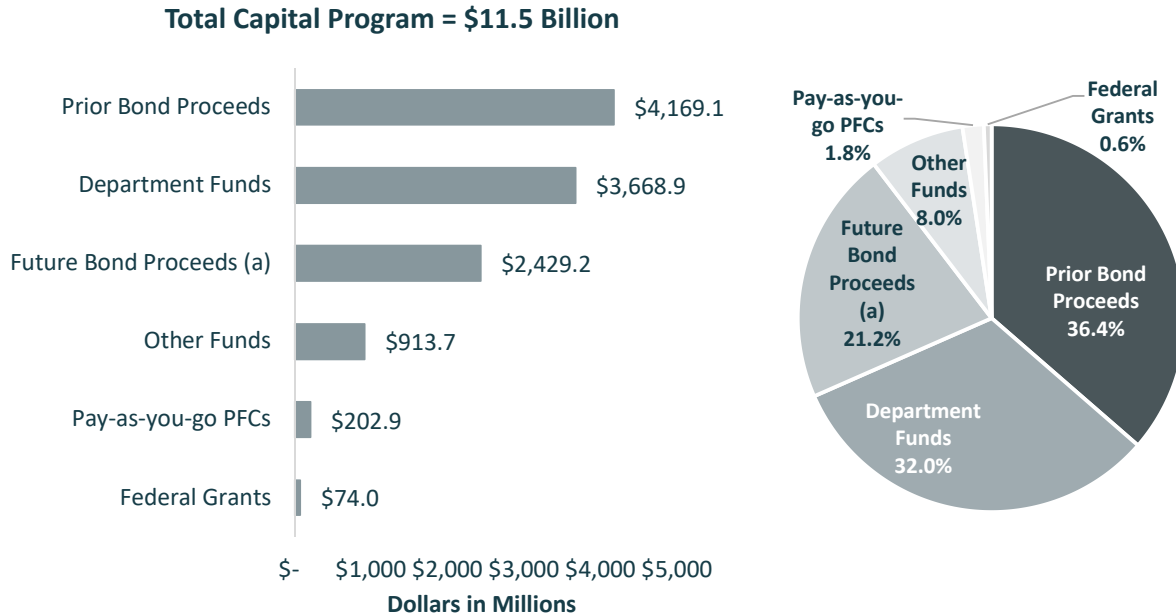 Total Capital Program = $11.5 Billion
Prior Bond Proceeds
$4,169.1
Department Funds
$3,668.9
Future Bond Proceeds (a)
$2,429.2
Other Funds
$913.7
Pay-as-you-go PFCs
$202.9
Federal Grants
$74.0
$- $1,000 $2,000 $3,000 $4,000 $5,000
Dollars in Millions
Pay-as-you-
go PFCs
1.8%
Federal
Grants
0.6%
Other
Funds
8.0%
Future
Bond
Proceeds
(a)
21.2%
Prior Bond
Proceeds
36.4%
Department
Funds
32.0%